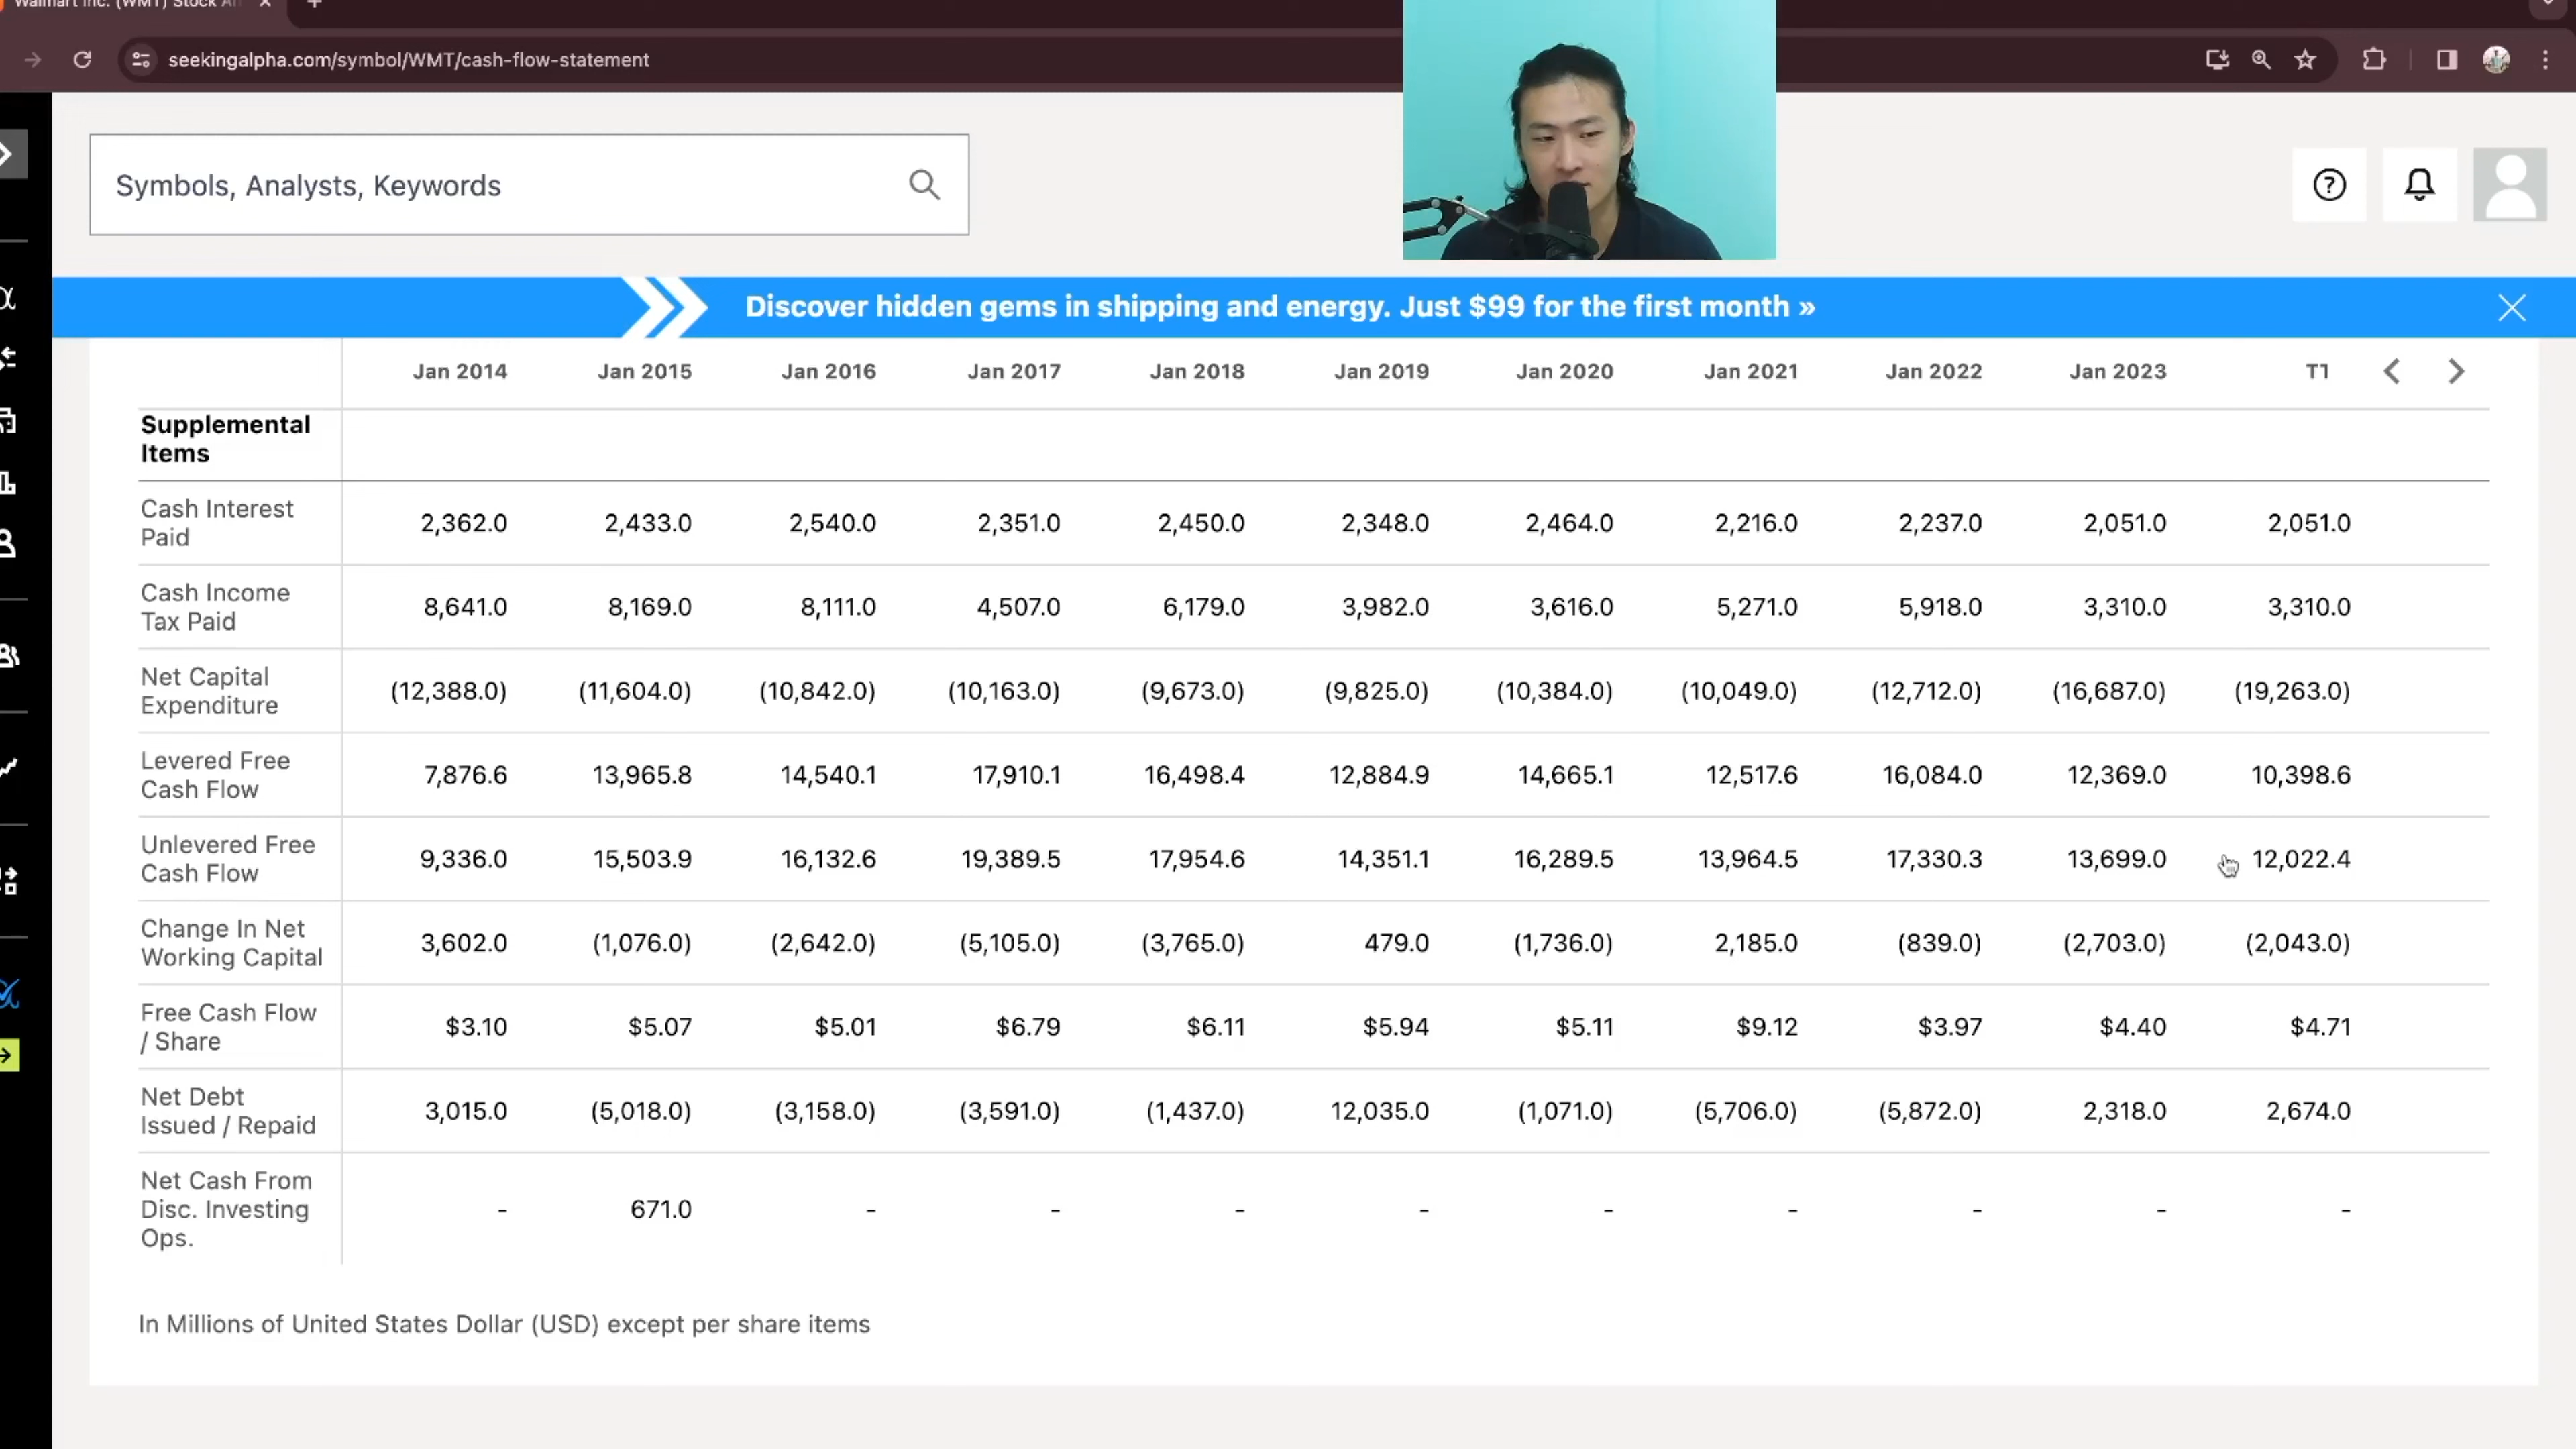 Walmart Inc. (WMT) Stock An
seekingalpha.com/symbol/WMT/cash-flow-statement
Symbols, Analysts, Keywords
Discover hidden gems in shipping and energy. Just $99 for the first month »
Jan 2014 Jan 2015 Jan 2016 Jan 2017 Jan 2018 Jan 2019 Jan 2020 Jan 2021 Jan 2022 Jan 2023 T1
Supplemental
Items
Cash Interest
Paid
2,362.0 2,433.0 2,540.0 2,351.0 2,450.0 2,348.0 2,464.0 2,216.0 2,237.0 2,051.0 2,051.0
Cash Income
Tax Paid
8,641.0 8,169.0 8,111.0 4,507.0 6,179.0 3,982.0 3,616.0 5,271.0 5,918.0 3,310.0 3,310.0
Net Capital
Expenditure
(12,388.0) (11,604.0) (10,842.0) (10,163.0) (9,673.0) (9,825.0) (10,384.0) (10,049.0) (12,712.0) (16,687.0) (19,263.0)
Levered Free
Cash Flow
7,876.6 13,965.8 14,540.1 17,910.1 16,498.4 12,884.9 14,665.1 12,517.6 16,084.0 12,369.0 10,398.6
Unlevered Free
Cash Flow
9,336.0 15,503.9 16,132.6 19,389.5 17,954.6 14,351.1 16,289.5 13,964.5 17,330.3 13,699.0 12,022.4
Change In Net
Working Capital
3,602.0 (1,076.0) (2,642.0) (5,105.0) (3,765.0) 479.0 (1,736.0) 2,185.0 (839.0) (2,703.0) (2,043.0)
Free Cash Flow
/ Share
$3.10 $5.07 $5.01 $6.79 $6.11 $5.94 $5.11 $9.12 $3.97 $4.40 $4.71
Net Debt
Issued / Repaid
3,015.0 (5,018.0) (3,158.0) (3,591.0) (1,437.0) 12,035.0 (1,071.0) (5,706.0) (5,872.0) 2,318.0 2,674.0
Net Cash From
Disc. Investing
Ops.
- 671.0 - - - - - - - - -
In Millions of United States Dollar (USD) except per share items